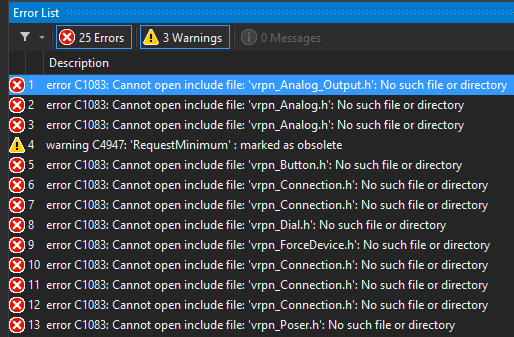 Error List
25 Errors 3 Warnings 0 Messages
Description
1 error C1083: Cannot open include file: 'vrpn_Analog_Output.h': No such file or directory
2 error C1083: Cannot open include file: 'vrpn_Analog.h': No such file or directory
3 error C1083: Cannot open include file: 'vrpn_Analog.h': No such file or directory
4 warning C4947: 'RequestMinimum' : marked as obsolete
5 error C1083: Cannot open include file: 'vrpn_Button.h': No such file or directory
6 error C1083: Cannot open include file: 'vrpn_Connection.h': No such file or directory
7 error C1083: Cannot open include file: 'vrpn_Connection.h': No such file or directory
8 error C1083: Cannot open include file: 'vrpn_Dial.h': No such file or directory
9 error C1083: Cannot open include file: 'vrpn_ForceDevice.h': No such file or directory
10 error C1083: Cannot open include file: 'vrpn_Connection.h': No such file or directory
11 error C1083: Cannot open include file: 'vrpn_Connection.h': No such file or directory
12 error C1083: Cannot open include file: 'vrpn_Connection.h': No such file or directory
13 error C1083: Cannot open include file: 'vrpn_Poser.h': No such file or directory